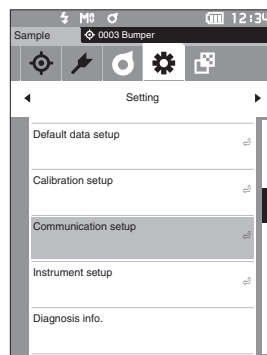 12:34
Sample
0003 Bumper
Setting
Default data setup
Calibration setup
Communication setup
Instrument setup
Diagnosis info.